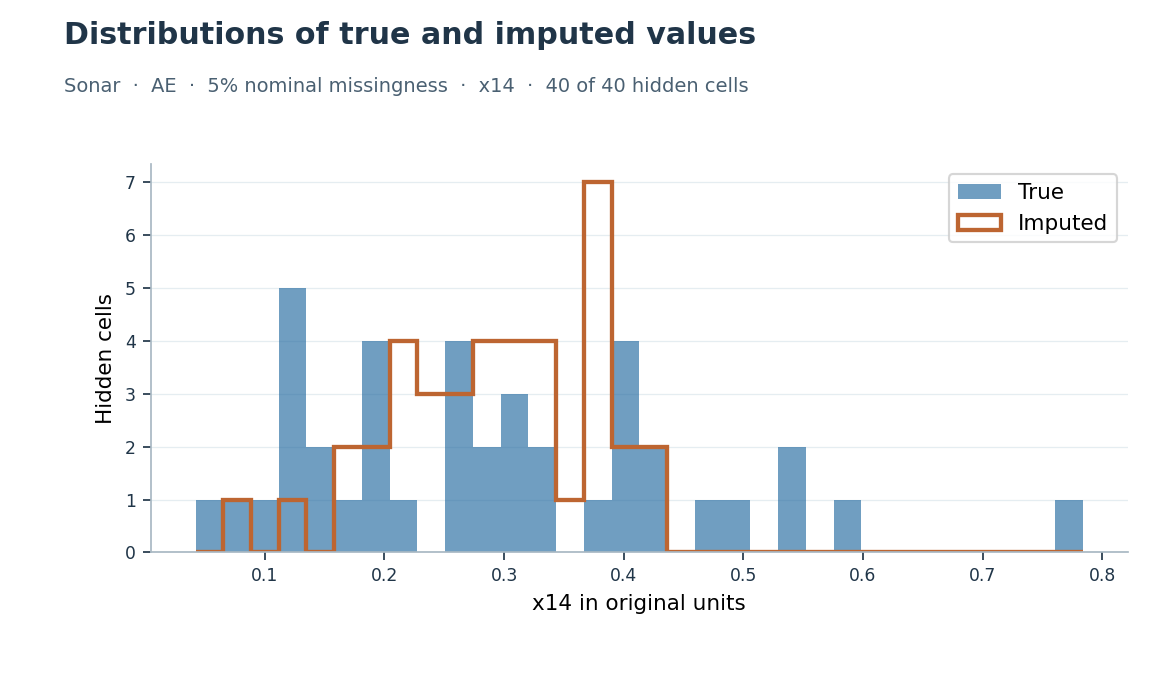 Distributions of true and imputed values
Sonar · AE · 5% nominal missingness · x14 · 40 of 40 hidden cells
True
Imputed
Hidden cells
7
6
5
4
3
2
1
0
0.1 0.2 0.3 0.4 0.5 0.6 0.7 0.8
x14 in original units